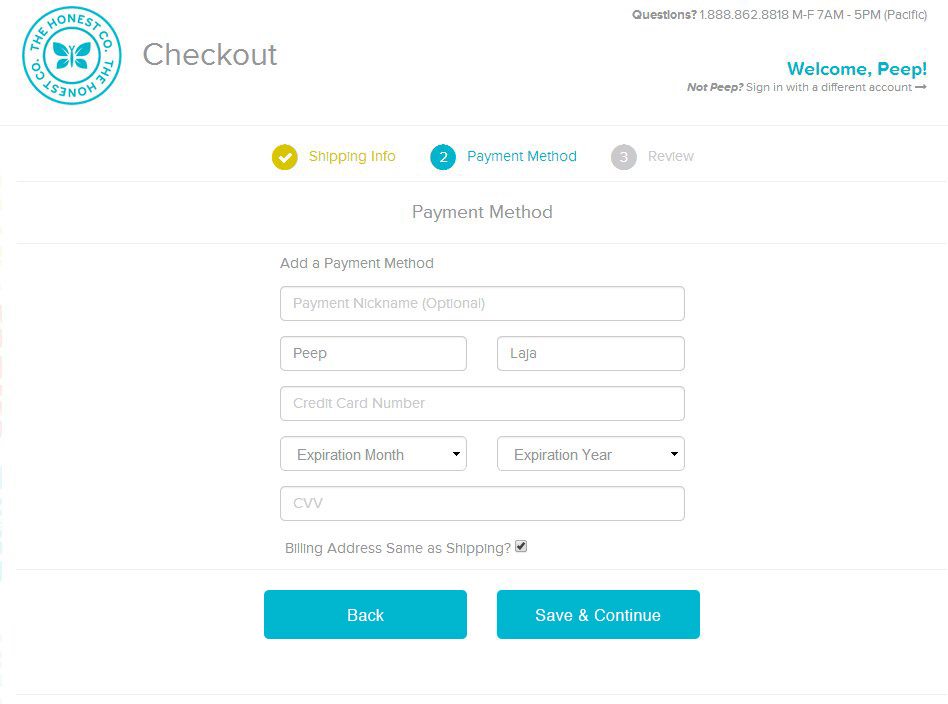 THE HONEST CO. THE HONEST CO.
Checkout
Questions? 1.888.862.8818 M-F 7AM - 5PM (Pacific)
Welcome, Peep!
Not Peep? Sign in with a different account →
Shipping Info
2 Payment Method
3 Review
Payment Method
Add a Payment Method
Payment Nickname (Optional)
Peep
Laja
Credit Card Number
Expiration Month
Expiration Year
CVV
Billing Address Same as Shipping?
Back
Save & Continue